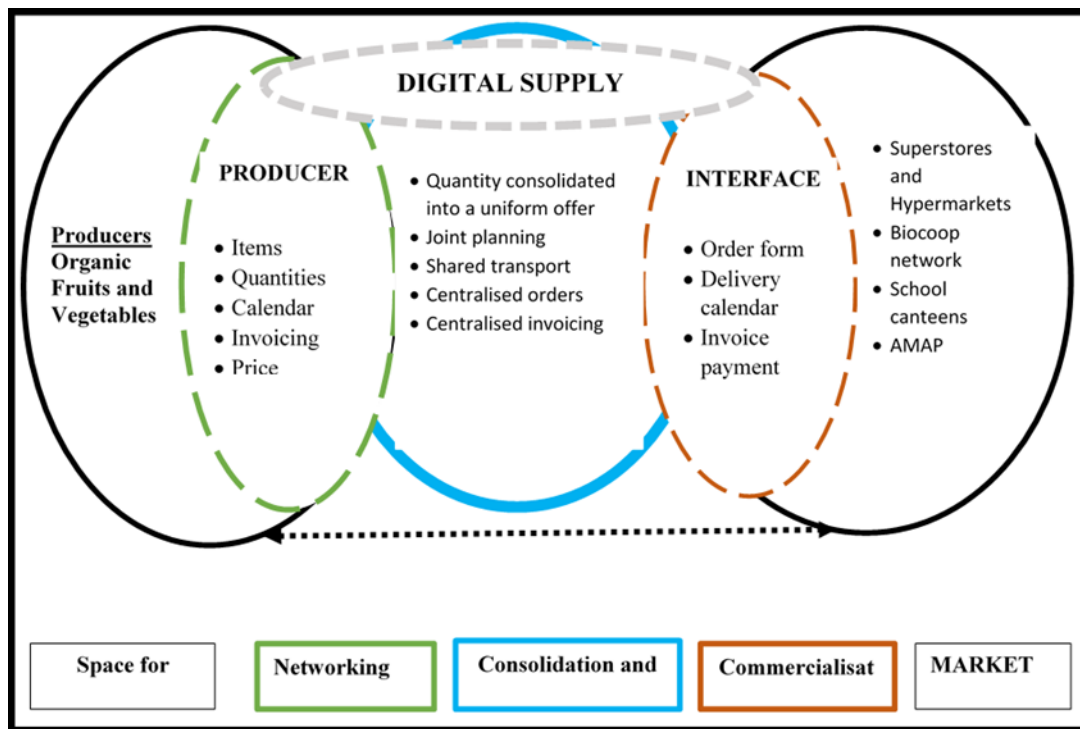 DIGITAL SUPPLY
Producers
Organic
Fruits and
Vegetables
PRODUCER
• Items
• Quantities
• Calendar
• Invoicing
• Price
• Quantity consolidated
into a uniform offer
• Joint planning
• Shared transport
• Centralised orders
• Centralised invoicing
INTERFACE
• Order form
• Delivery
calendar
• Invoice
payment
• Superstores
and
Hypermarkets
• Biocoop
network
• School
canteens
• AMAP
Space for
Networking
Consolidation and
Commercialisat
MARKET